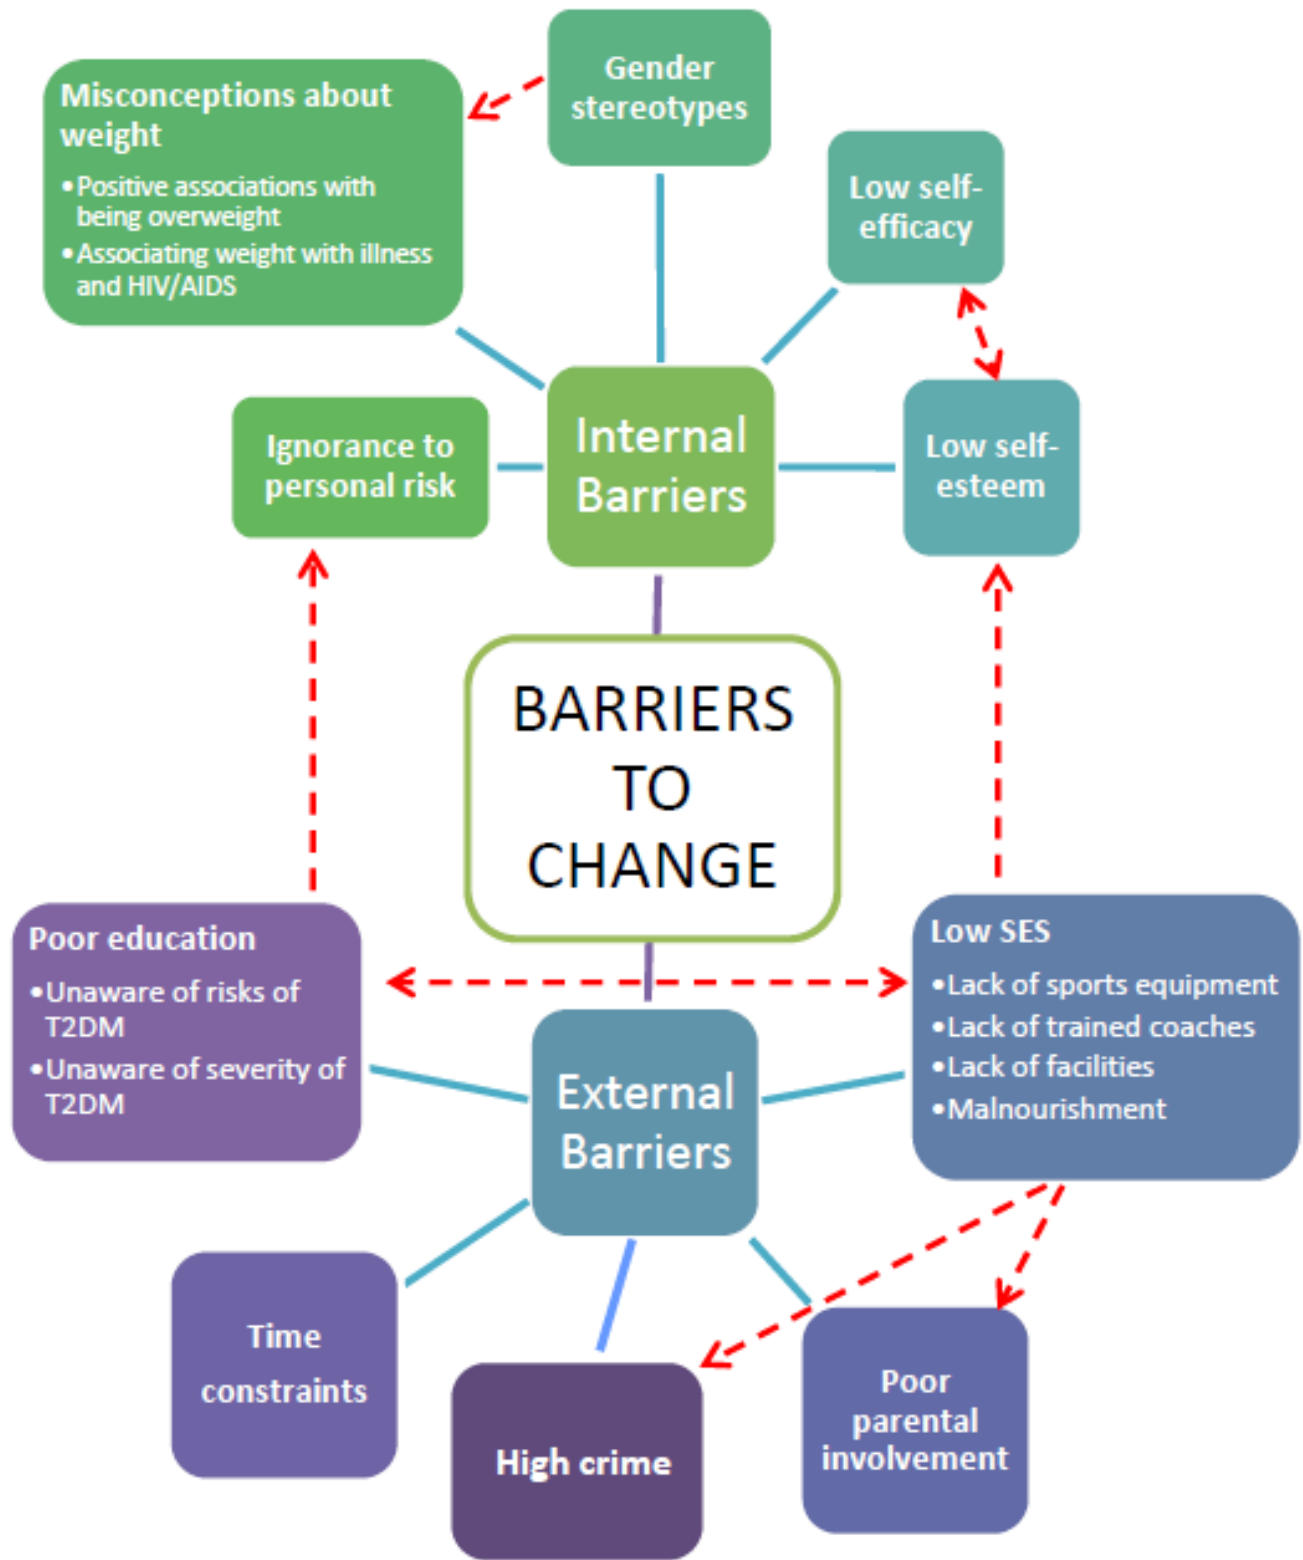 Gender
stereotypes
Misconceptions about
weight
•Positive associations with
being overweight
•Associating weight with illness
and HIV/AIDS
Low self-
efficacy
Internal
Barriers
Ignorance to
personal risk
Low self-
esteem
BARRIERS
TO
CHANGE
Poor education
•Unaware of risks of
T2DM
•Unaware of severity of
T2DM
Low SES
•Lack of sports equipment
•Lack of trained coaches
•Lack of facilities
•Malnourishment
External
Barriers
Time
constraints
High crime
Poor
parental
involvement